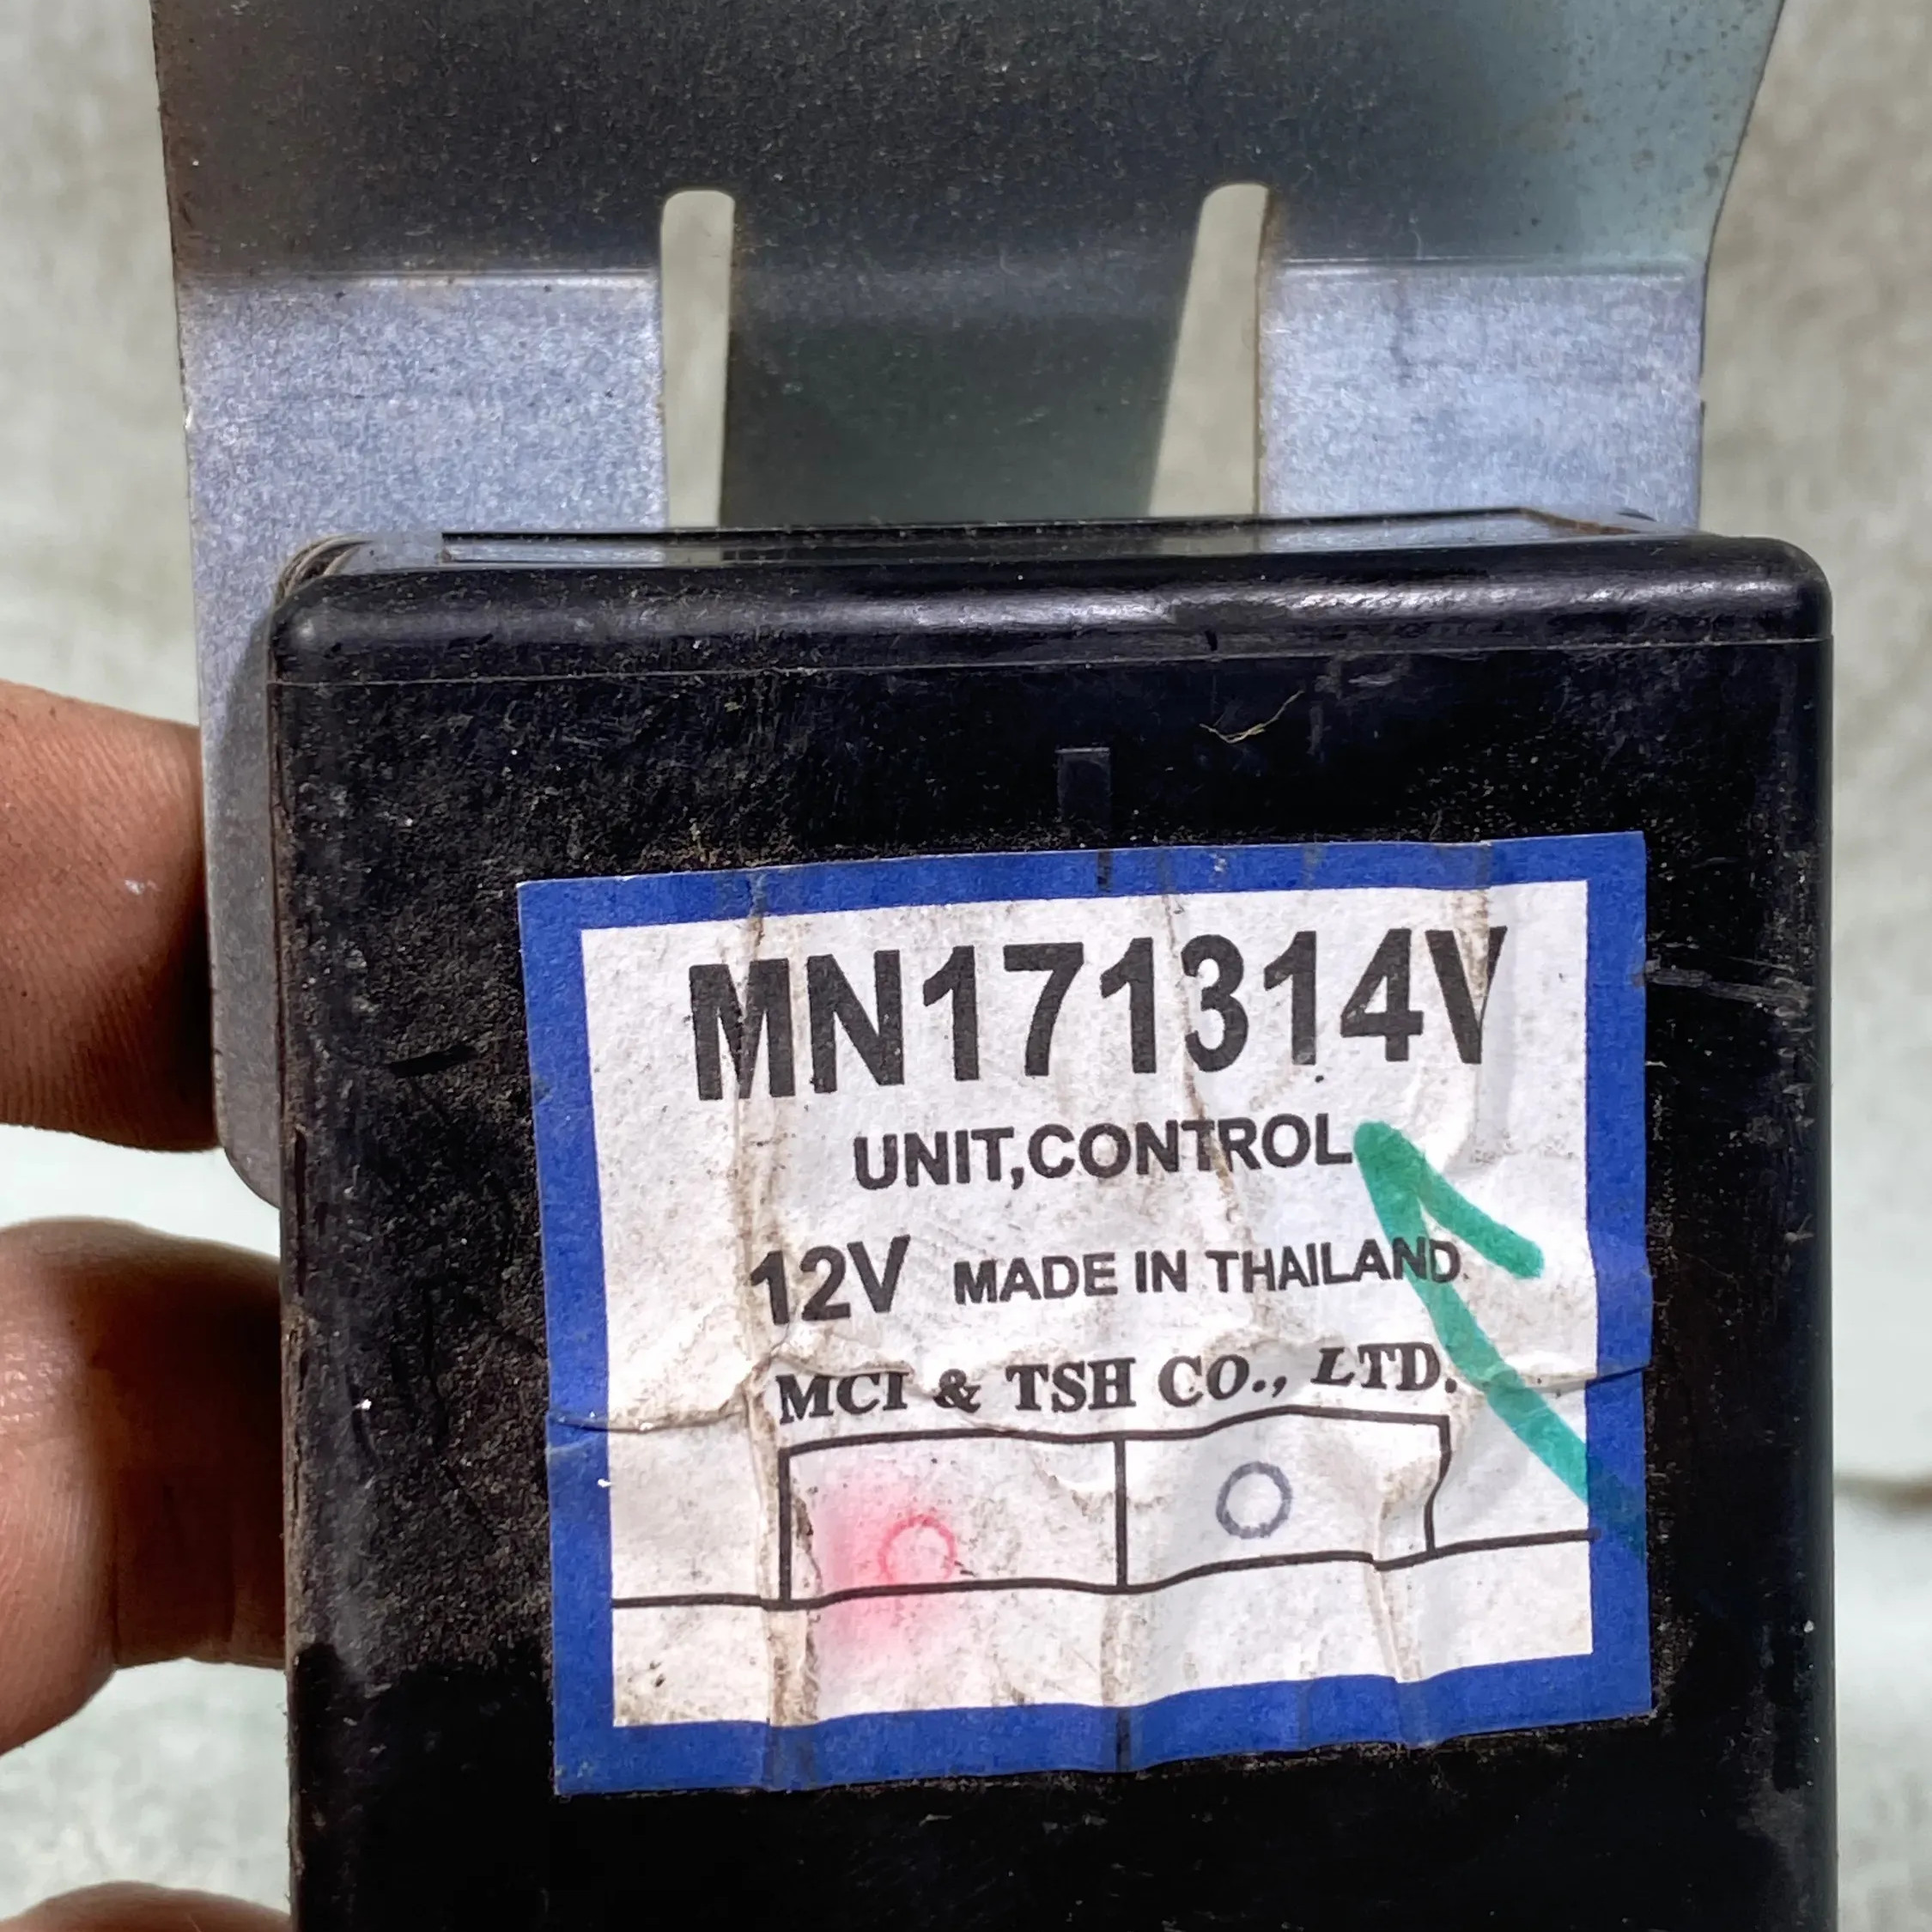 MN171314V
UNIT,CONTROL
12V MADE IN THAILAND
MCI & TSH CO., LTD.